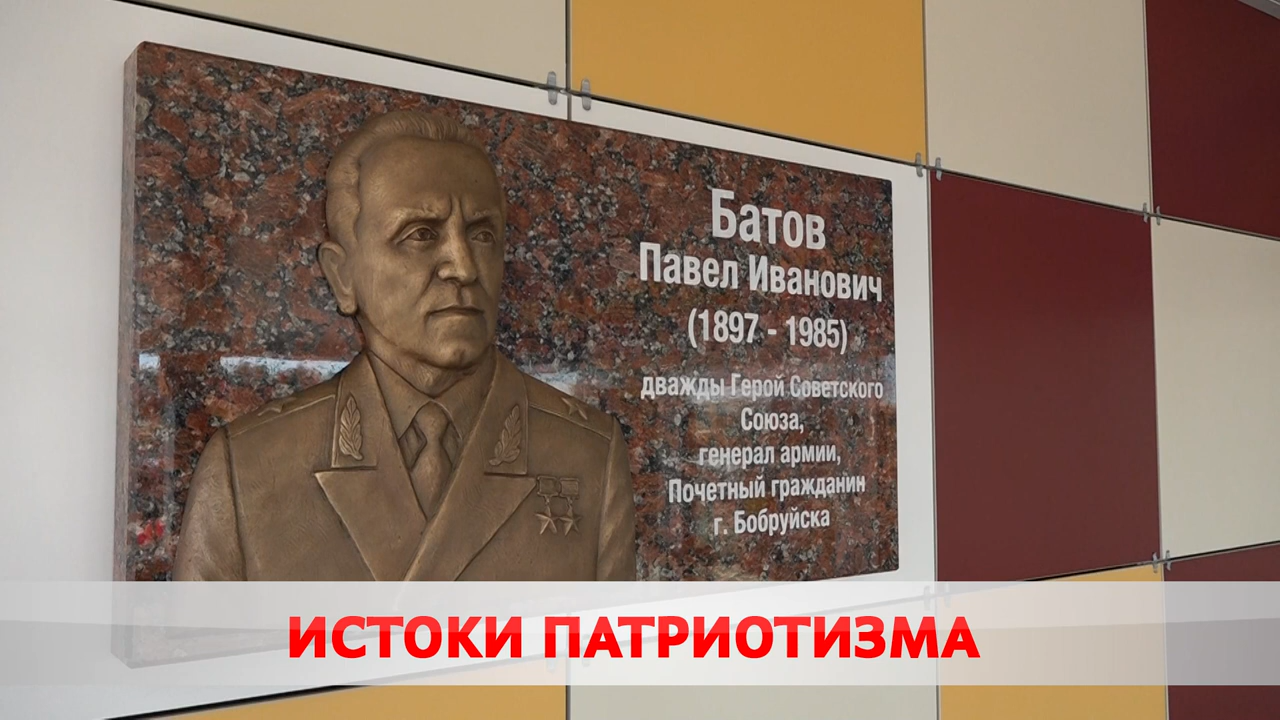 Батов
Павел Иванович
(1897 - 1985)
дважды Герой Советского
Союза,
генерал армии,
Почетный гражданин
г. Бобруйска
ИСТОКИ ПАТРИОТИЗМА